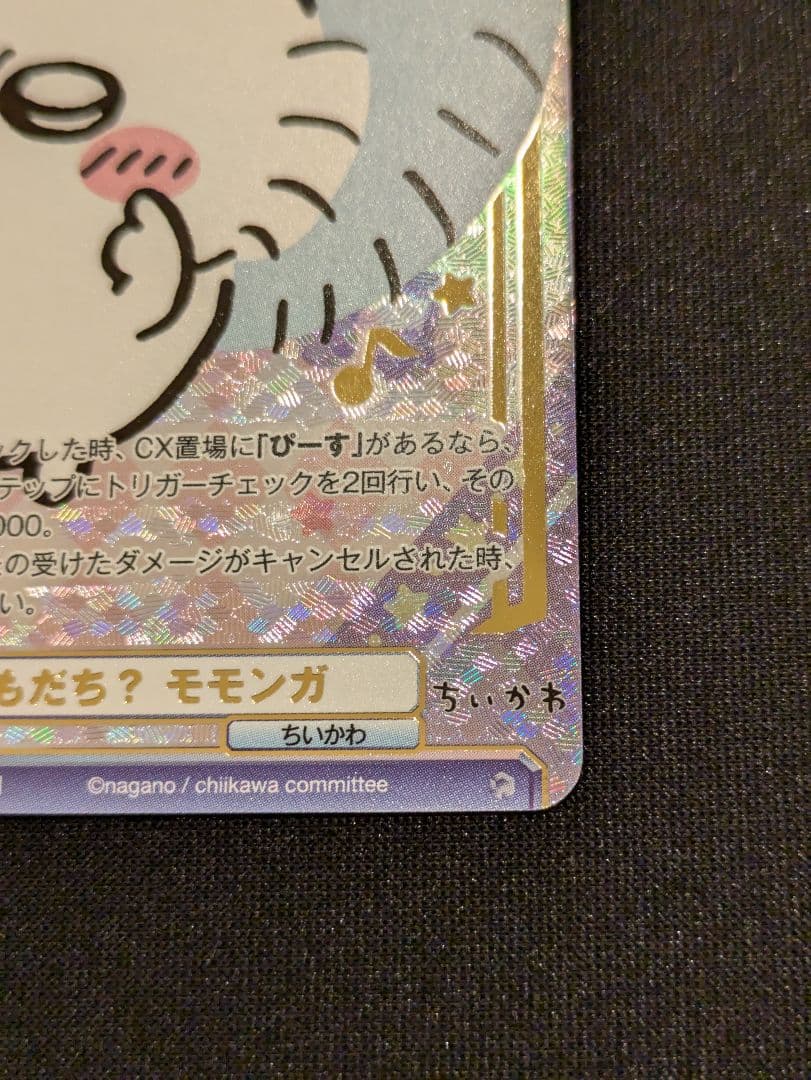 ックした時、CX置場に「ぴーす」があるなら、
テップにトリガーチェックを2回行い、その
000。
の受けたダメージがキャンセルされた時、
い。
もだち? モモンガ
ちいかわ
ちいかわ
©nagano / chiikawa committee